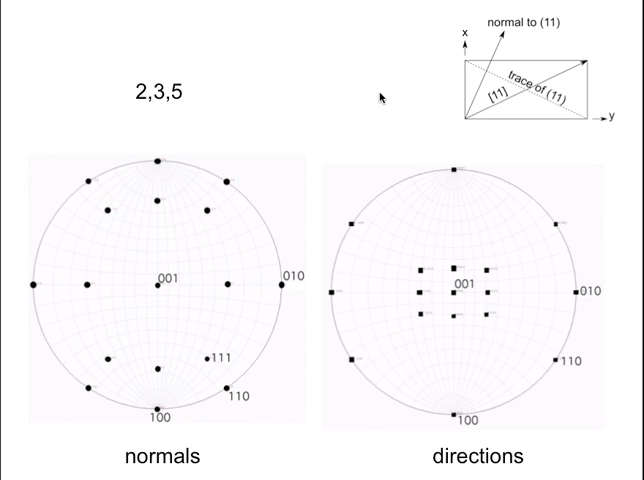 normal to (11)
x
trace of (11)
[11]
y
2,3,5
001
010
111
110
100
001
010
110
100
normals
directions